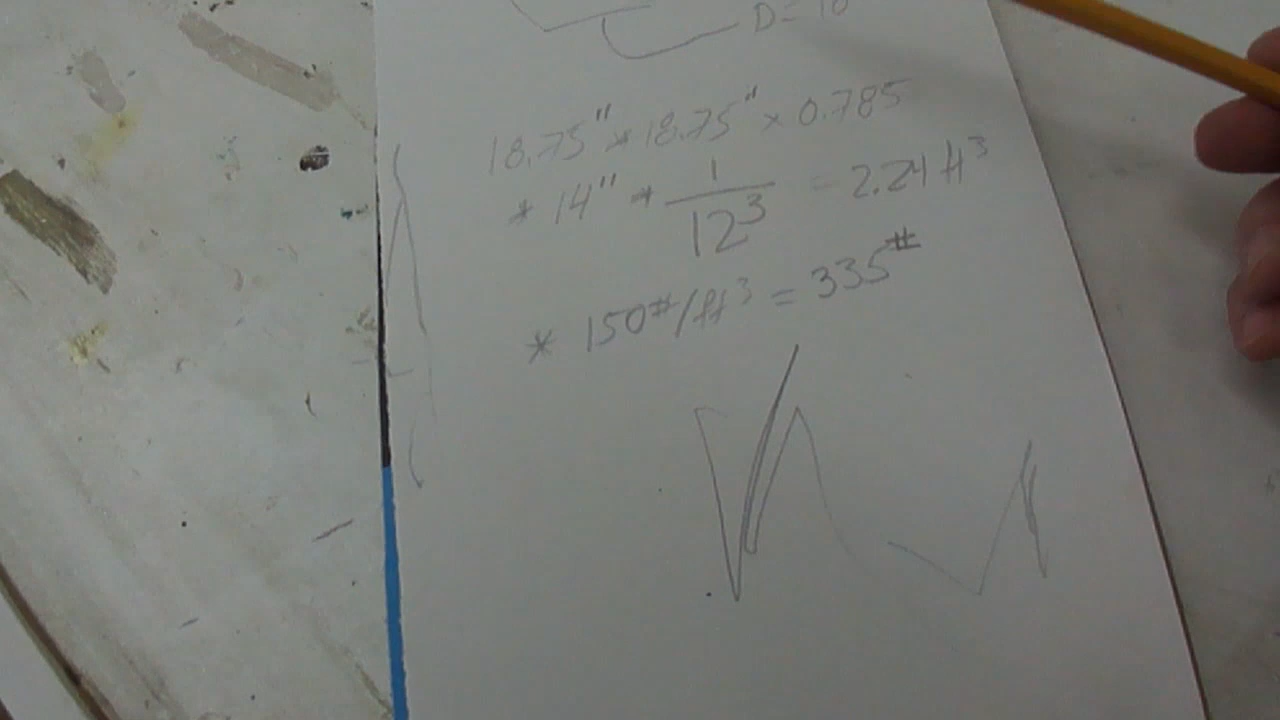 D = 18
18.75" * 18.75" × 0.785
* 14" * 1/12³ = 2.24 ft³
* 150#/ft³ = 335#